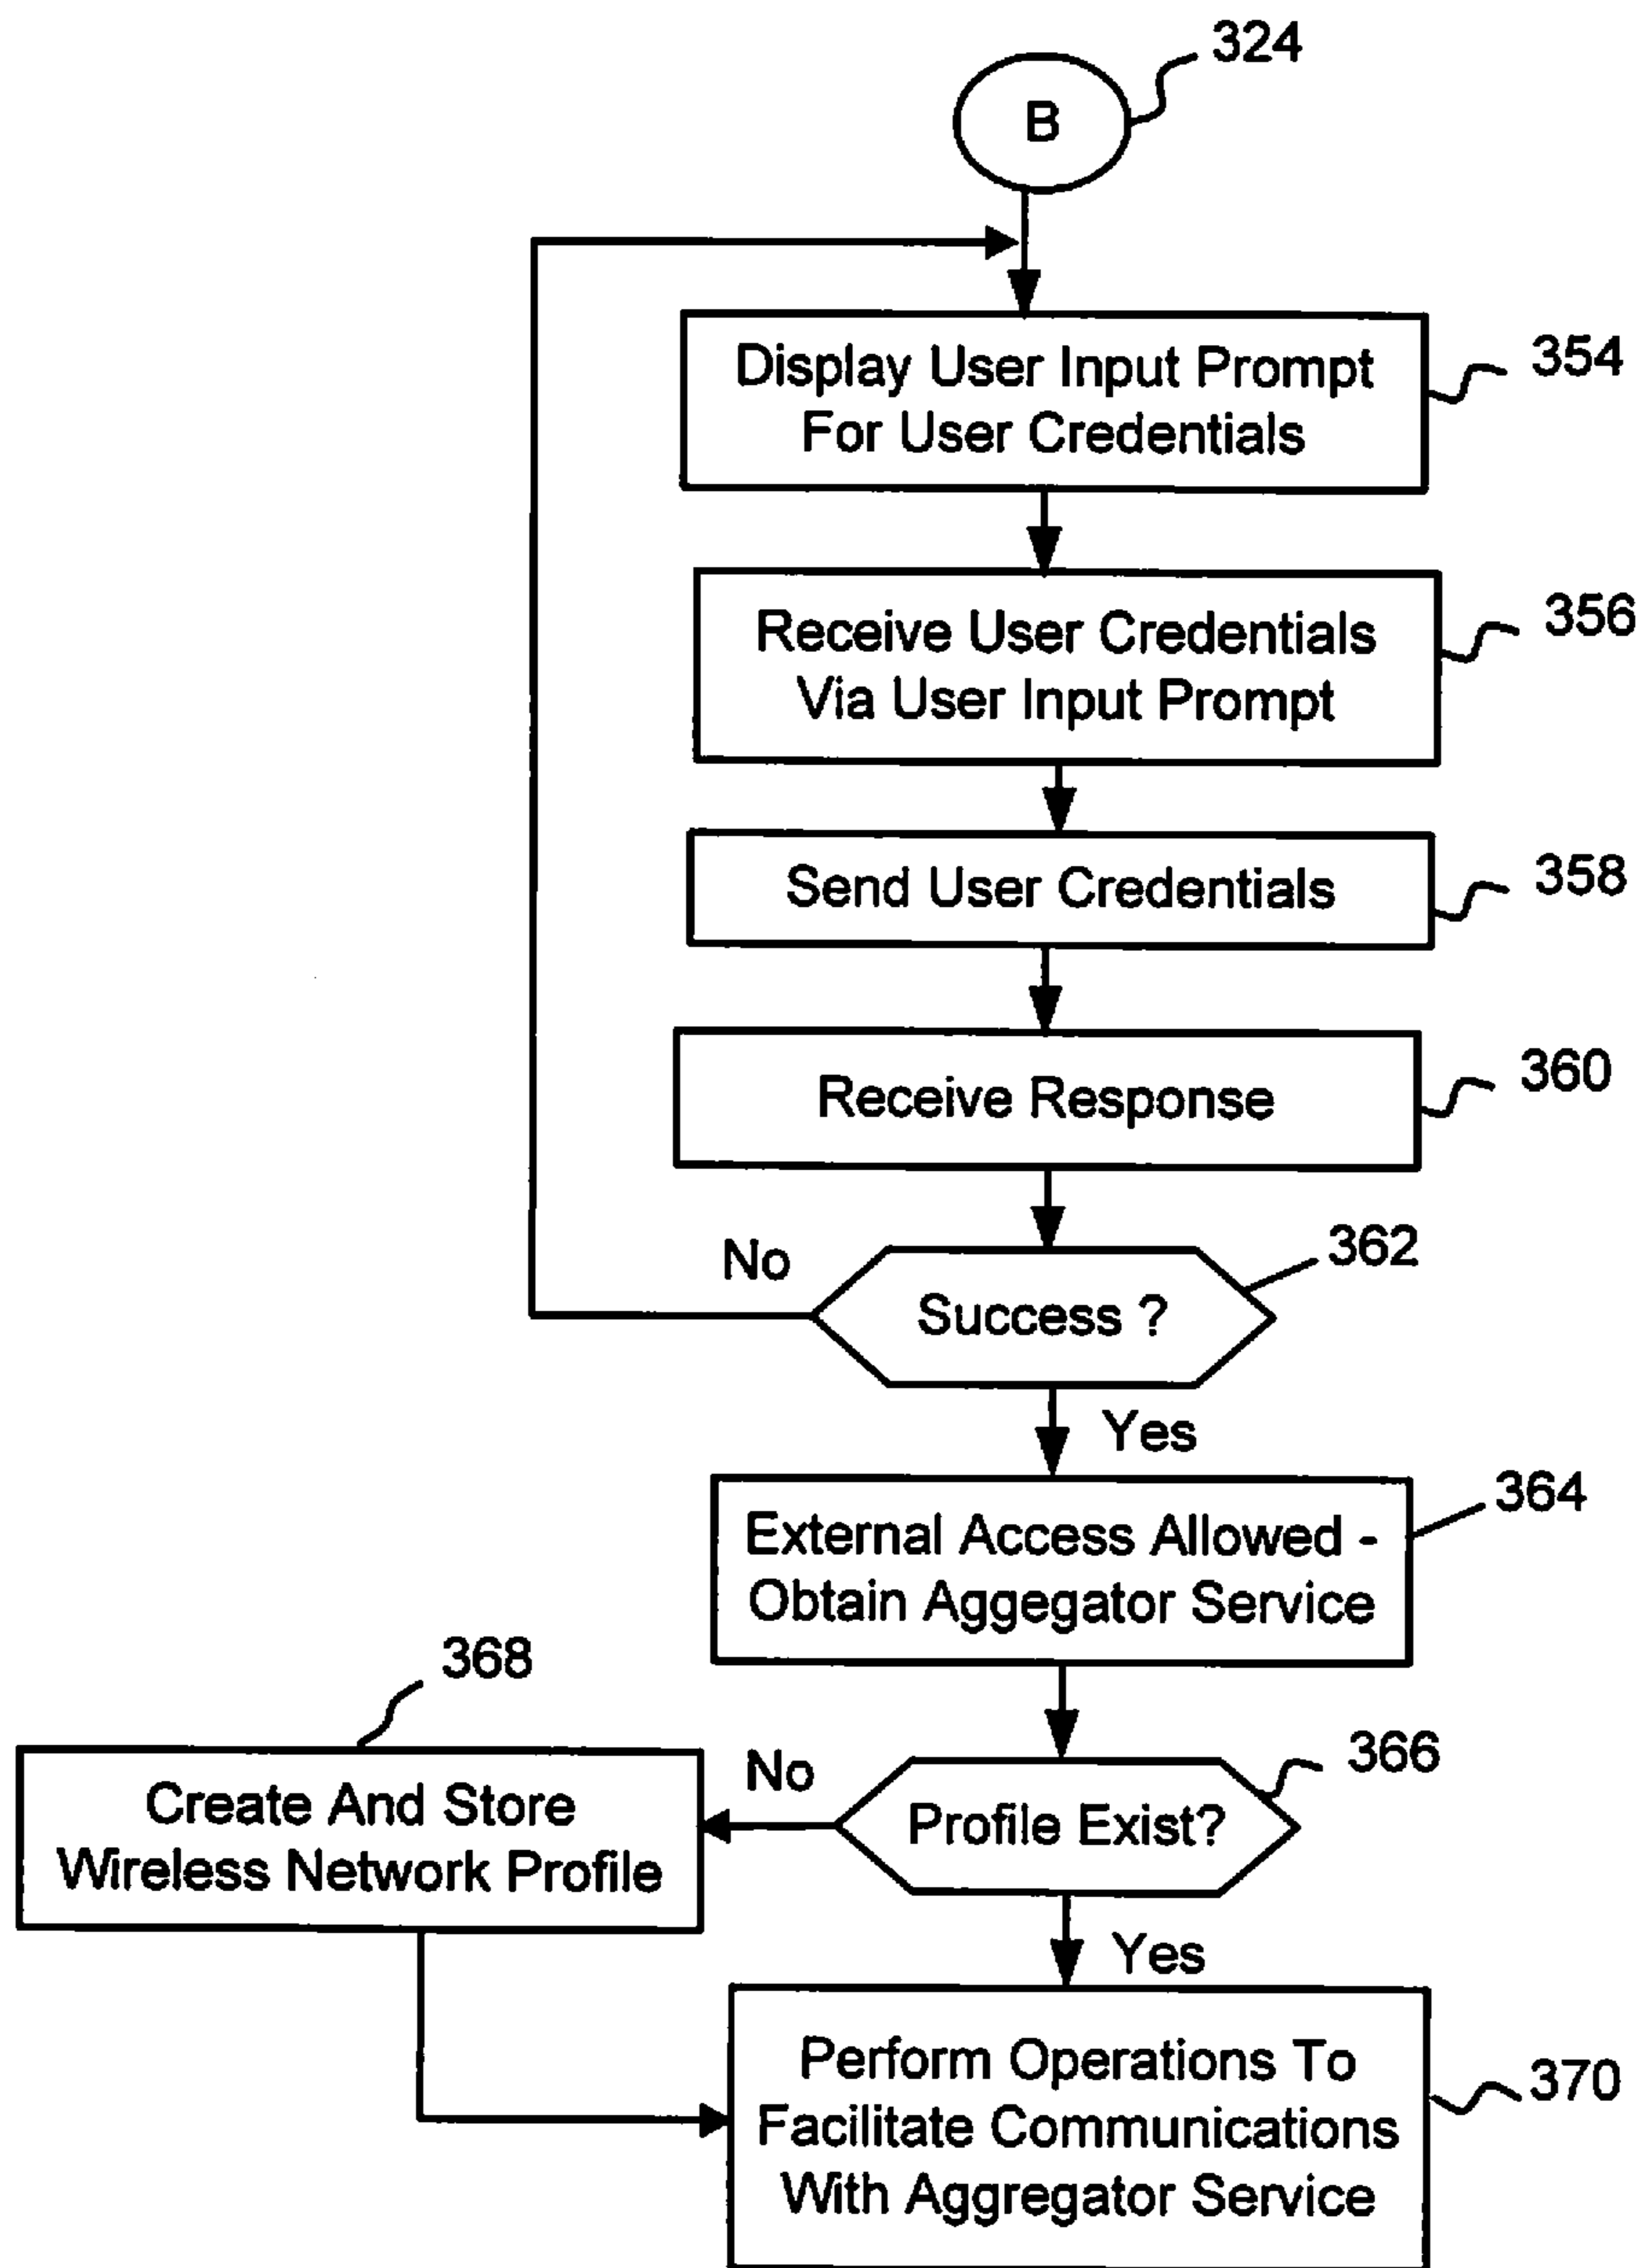 324
B
Display User Input Prompt
For User Credentials
354
Receive User Credentials
Via User Input Prompt
356
Send User Credentials
358
Receive Response
360
No
Success ?
362
Yes
External Access Allowed -
Obtain Aggegator Service
364
368
Create And Store
Wireless Network Profile
No
Profile Exist?
366
Yes
Perform Operations To
Facilitate Communications
With Aggregator Service
370